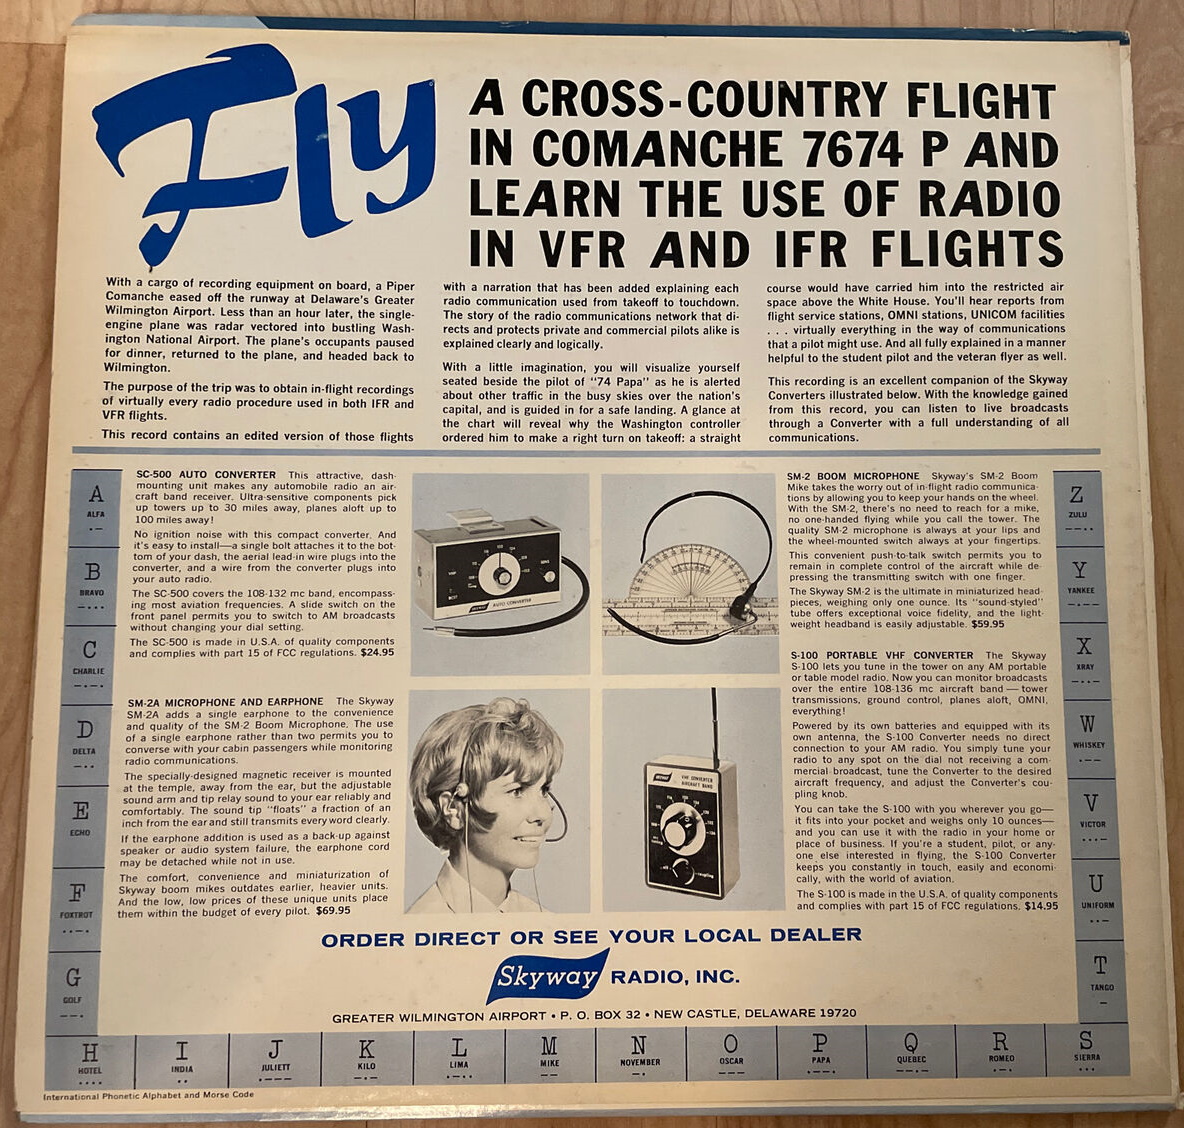 Fly
A CROSS-COUNTRY FLIGHT
IN COMANCHE 7674 P AND
LEARN THE USE OF RADIO
IN VFR AND IFR FLIGHTS
With a cargo of recording equipment on board, a Piper
Comanche eased off the runway at Delaware's Greater
Wilmington Airport. Less than an hour later, the single-
engine plane was radar vectored into bustling Wash-
ington National Airport. The plane's occupants paused
for dinner, returned to the plane, and headed back to
Wilmington.
The purpose of the trip was to obtain in-flight recordings
of virtually every radio procedure used in both IFR and
VFR flights.
This record contains an edited version of those flights
with a narration that has been added explaining each
radio communication used from takeoff to touchdown.
The story of the radio communications network that di-
rects and protects private and commercial pilots alike is
explained clearly and logically.
With a little imagination, you will visualize yourself
seated beside the pilot of "74 Papa" as he is alerted
about other traffic in the busy skies over the nation's
capital, and is guided in for a safe landing. A glance at
the chart will reveal why the Washington controller
ordered him to make a right turn on takeoff: a straight
course would have carried him into the restricted air
space above the White House. You'll hear reports from
flight service stations, OMNI stations, UNICOM facilities
. . . virtually everything in the way of communications
that a pilot might use. And all fully explained in a manner
helpful to the student pilot and the veteran flyer as well.
This recording is an excellent companion of the Skyway
Converters illustrated below. With the knowledge gained
from this record, you can listen to live broadcasts
through a Converter with a full understanding of all
communications.
SC-500 AUTO CONVERTER This attractive, dash-
mounting unit makes any automobile radio an air-
craft band receiver. Ultra-sensitive components pick
up towers up to 30 miles away, planes aloft up to
100 miles away!
No ignition noise with this compact converter. And
it's easy to install—a single bolt attaches it to the bot-
tom of your dash, the aerial lead-in wire plugs into the
converter, and a wire from the converter plugs into
your auto radio.
The SC-500 covers the 108-132 mc band, encompass-
ing most aviation frequencies. A slide switch on the
front panel permits you to switch to AM broadcasts
without changing your dial setting.
The SC-500 is made in U.S.A. of quality components
and complies with part 15 of FCC regulations. $24.95
SM-2A MICROPHONE AND EARPHONE The Skyway
SM-2A adds a single earphone to the convenience
and quality of the SM-2 Boom Microphone. The use
of a single earphone rather than two permits you to
converse with your cabin passengers while monitoring
radio communications.
The specially-designed magnetic receiver is mounted
at the temple, away from the ear, but the adjustable
sound arm and tip relay sound to your ear reliably and
comfortably. The sound tip "floats" a fraction of an
inch from the ear and still transmits every word clearly.
If the earphone addition is used as a back-up against
speaker or audio system failure, the earphone cord
may be detached while not in use.
The comfort, convenience and miniaturization of
Skyway boom mikes outdates earlier, heavier units.
And the low, low prices of these unique units place
them within the budget of every pilot. $69.95
AUTO CONVERTER
VHF CONVERTER
AIRCRAFT BAND
SM-2 BOOM MICROPHONE Skyway's SM-2 Boom
Mike takes the worry out of in-flight radio communica-
tions by allowing you to keep your hands on the wheel.
With the SM-2, there's no need to reach for a mike,
no one-handed flying while you call the tower. The
quality SM-2 microphone is always at your lips and
the wheel-mounted switch always at your fingertips.
This convenient push-to-talk switch permits you to
remain in complete control of the aircraft while de-
pressing the transmitting switch with one finger.
The Skyway SM-2 is the ultimate in miniaturized head-
pieces, weighing only one ounce. Its "sound-styled"
tube offers exceptional voice fidelity, and the light-
weight headband is easily adjustable. $59.95
S-100 PORTABLE VHF CONVERTER The Skyway
S-100 lets you tune in the tower on any AM portable
or table model radio. Now you can monitor broadcasts
over the entire 108-136 mc aircraft band — tower
transmissions, ground control, planes aloft, OMNI,
everything!
Powered by its own batteries and equipped with its
own antenna, the S-100 Converter needs no direct
connection to your AM radio. You simply tune your
radio to any spot on the dial not receiving a com-
mercial broadcast, tune the Converter to the desired
aircraft frequency, and adjust the Converter's cou-
pling knob.
You can take the S-100 with you wherever you go—
it fits into your pocket and weighs only 10 ounces—
and you can use it with the radio in your home or
place of business. If you're a student, pilot, or any-
one else interested in flying, the S-100 Converter
keeps you constantly in touch, easily and economi-
cally, with the world of aviation.
The S-100 is made in the U.S.A. of quality components
and complies with part 15 of FCC regulations. $14.95
ORDER DIRECT OR SEE YOUR LOCAL DEALER
Skyway RADIO, INC.
GREATER WILMINGTON AIRPORT • P. O. BOX 32 • NEW CASTLE, DELAWARE 19720
A
ALFA
.—
B
BRAVO
—...
C
CHARLIE
—.—.
D
DELTA
—..
E
ECHO
.
F
FOXTROT
..—.
G
GOLF
——.
H
HOTEL
....
I
INDIA
..
J
JULIETT
.———
K
KILO
—.—
L
LIMA
.—..
M
MIKE
——
N
NOVEMBER
—.
O
OSCAR
———
P
PAPA
.——.
Q
QUEBEC
——.—
R
ROMEO
.—.
S
SIERRA
...
T
TANGO
—
U
UNIFORM
..—
V
VICTOR
...—
W
WHISKEY
.——
X
XRAY
—..—
Y
YANKEE
—.——
Z
ZULU
——..
International Phonetic Alphabet and Morse Code